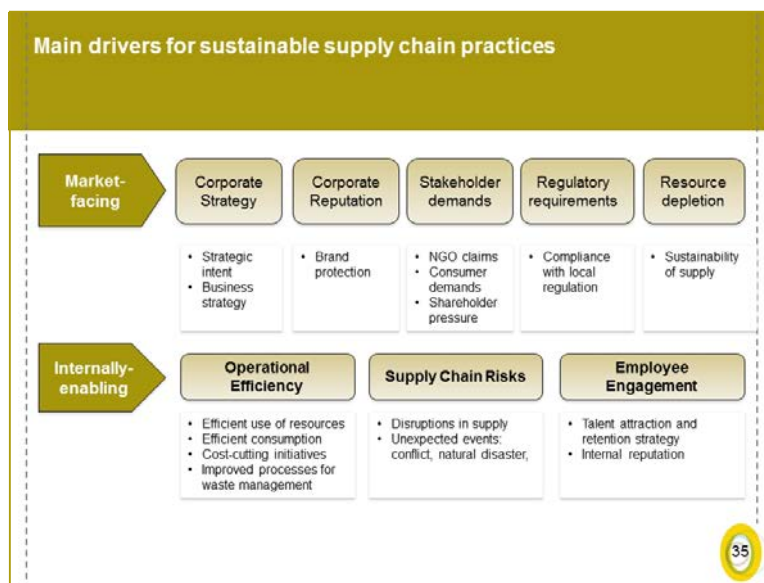 Main drivers for sustainable supply chain practices
Market-
facing
Corporate
Strategy
Corporate
Reputation
Stakeholder
demands
Regulatory
requirements
Resource
depletion
• Strategic
intent
• Business
strategy
• Brand
protection
• NGO claims
• Consumer
demands
• Shareholder
pressure
• Compliance
with local
regulation
• Sustainability
of supply
Internally-
enabling
Operational
Efficiency
Supply Chain Risks
Employee
Engagement
• Efficient use of resources
• Efficient consumption
• Cost-cutting initiatives
• Improved processes for
waste management
• Disruptions in supply
• Unexpected events:
conflict, natural disaster,
• Talent attraction and
retention strategy
• Internal reputation
35